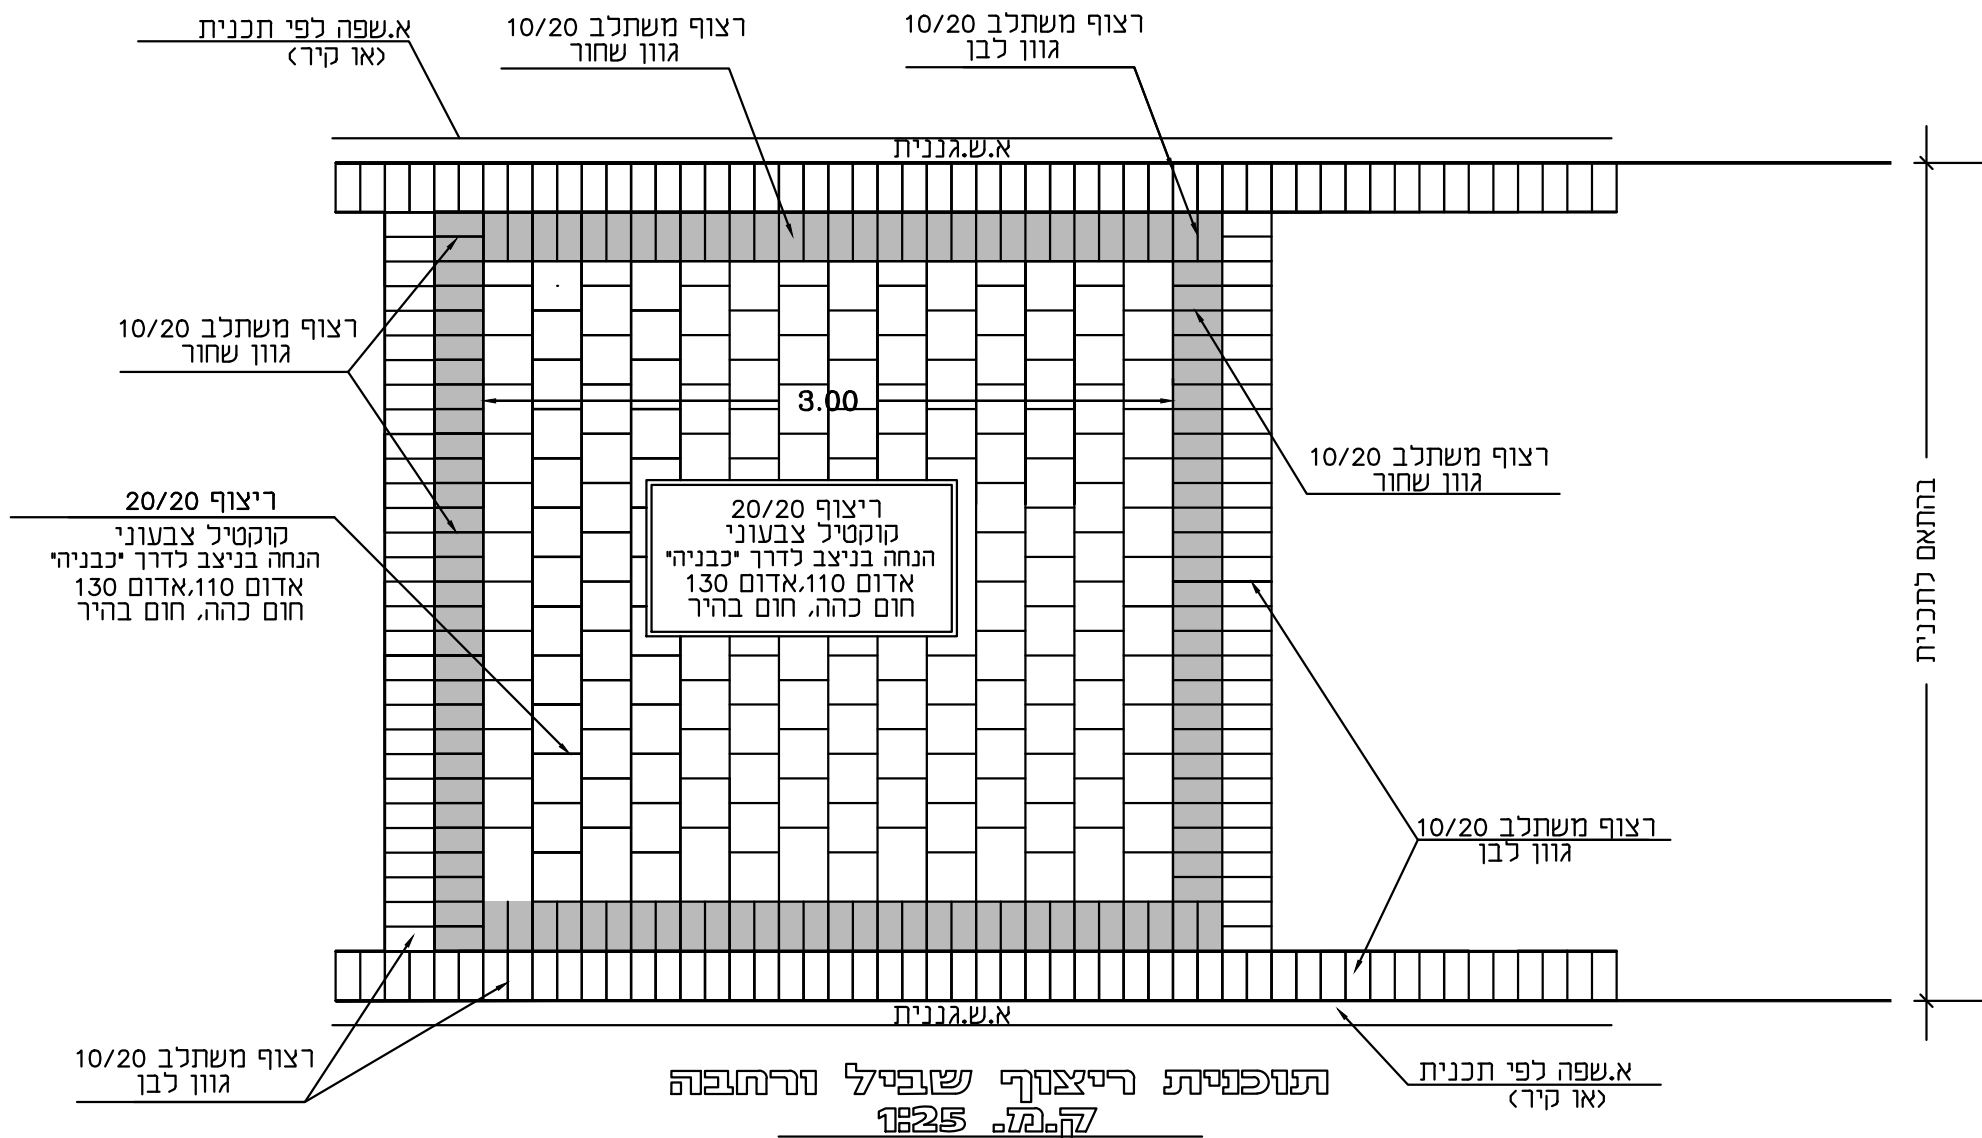 א.שפה לפי תכנית
(או קיר)
רצוף משתלב 10/20
גוון שחור
רצוף משתלב 10/20
גוון לבן
א.ש.גננית
רצוף משתלב 10/20
גוון שחור
3.00
רצוף משתלב 10/20
גוון שחור
ריצוף 20/20
קוקטיל צבעוני
הנחה בניצב לדרך "כבניה"
אדום 110,אדום 130
חום כהה, חום בהיר
ריצוף 20/20
קוקטיל צבעוני
הנחה בניצב לדרך "כבניה"
אדום 110,אדום 130
חום כהה, חום בהיר
בהתאם לתכנית
רצוף משתלב 10/20
גוון לבן
א.ש.גננית
רצוף משתלב 10/20
גוון לבן
א.שפה לפי תכנית
(או קיר)
תוכנית ריצוף שביל ורחבה
ק.מ. 1:25